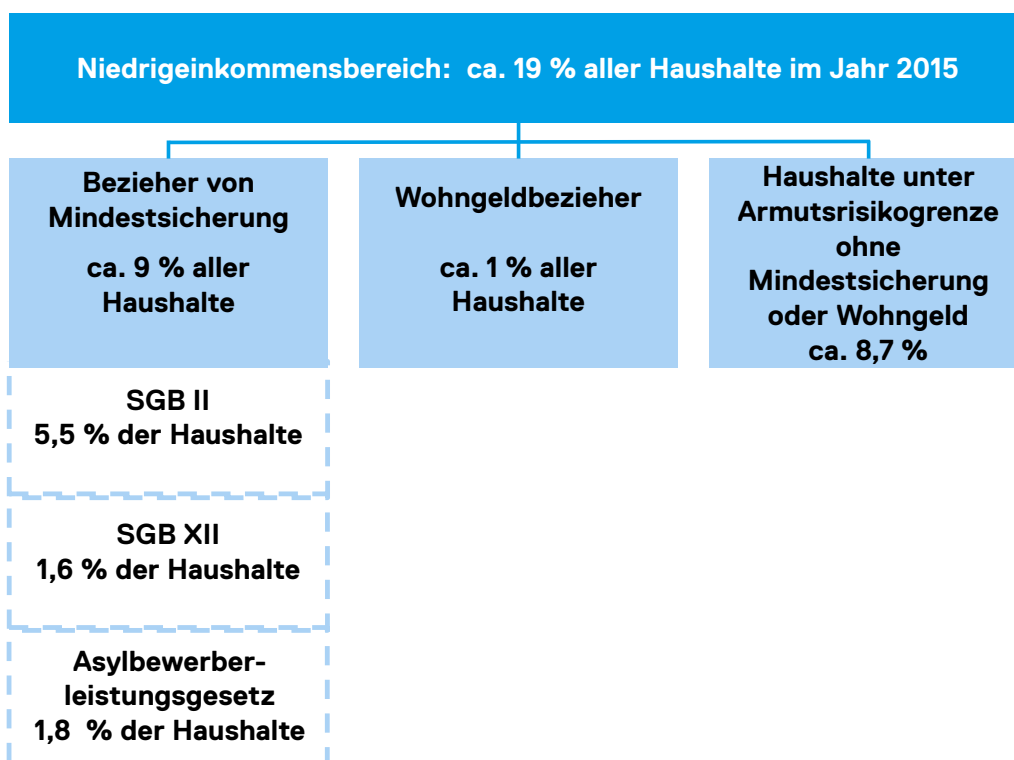 Niedrigeinkommensbereich: ca. 19 % aller Haushalte im Jahr 2015
Bezieher von
Mindestsicherung
ca. 9 % aller
Haushalte
Wohngeldbezieher
ca. 1 % aller
Haushalte
Haushalte unter
Armutsrisikogrenze
ohne
Mindestsicherung
oder Wohngeld
ca. 8,7 %
SGB II
5,5 % der Haushalte
SGB XII
1,6 % der Haushalte
Asylbewerber-
leistungsgesetz
1,8 % der Haushalte